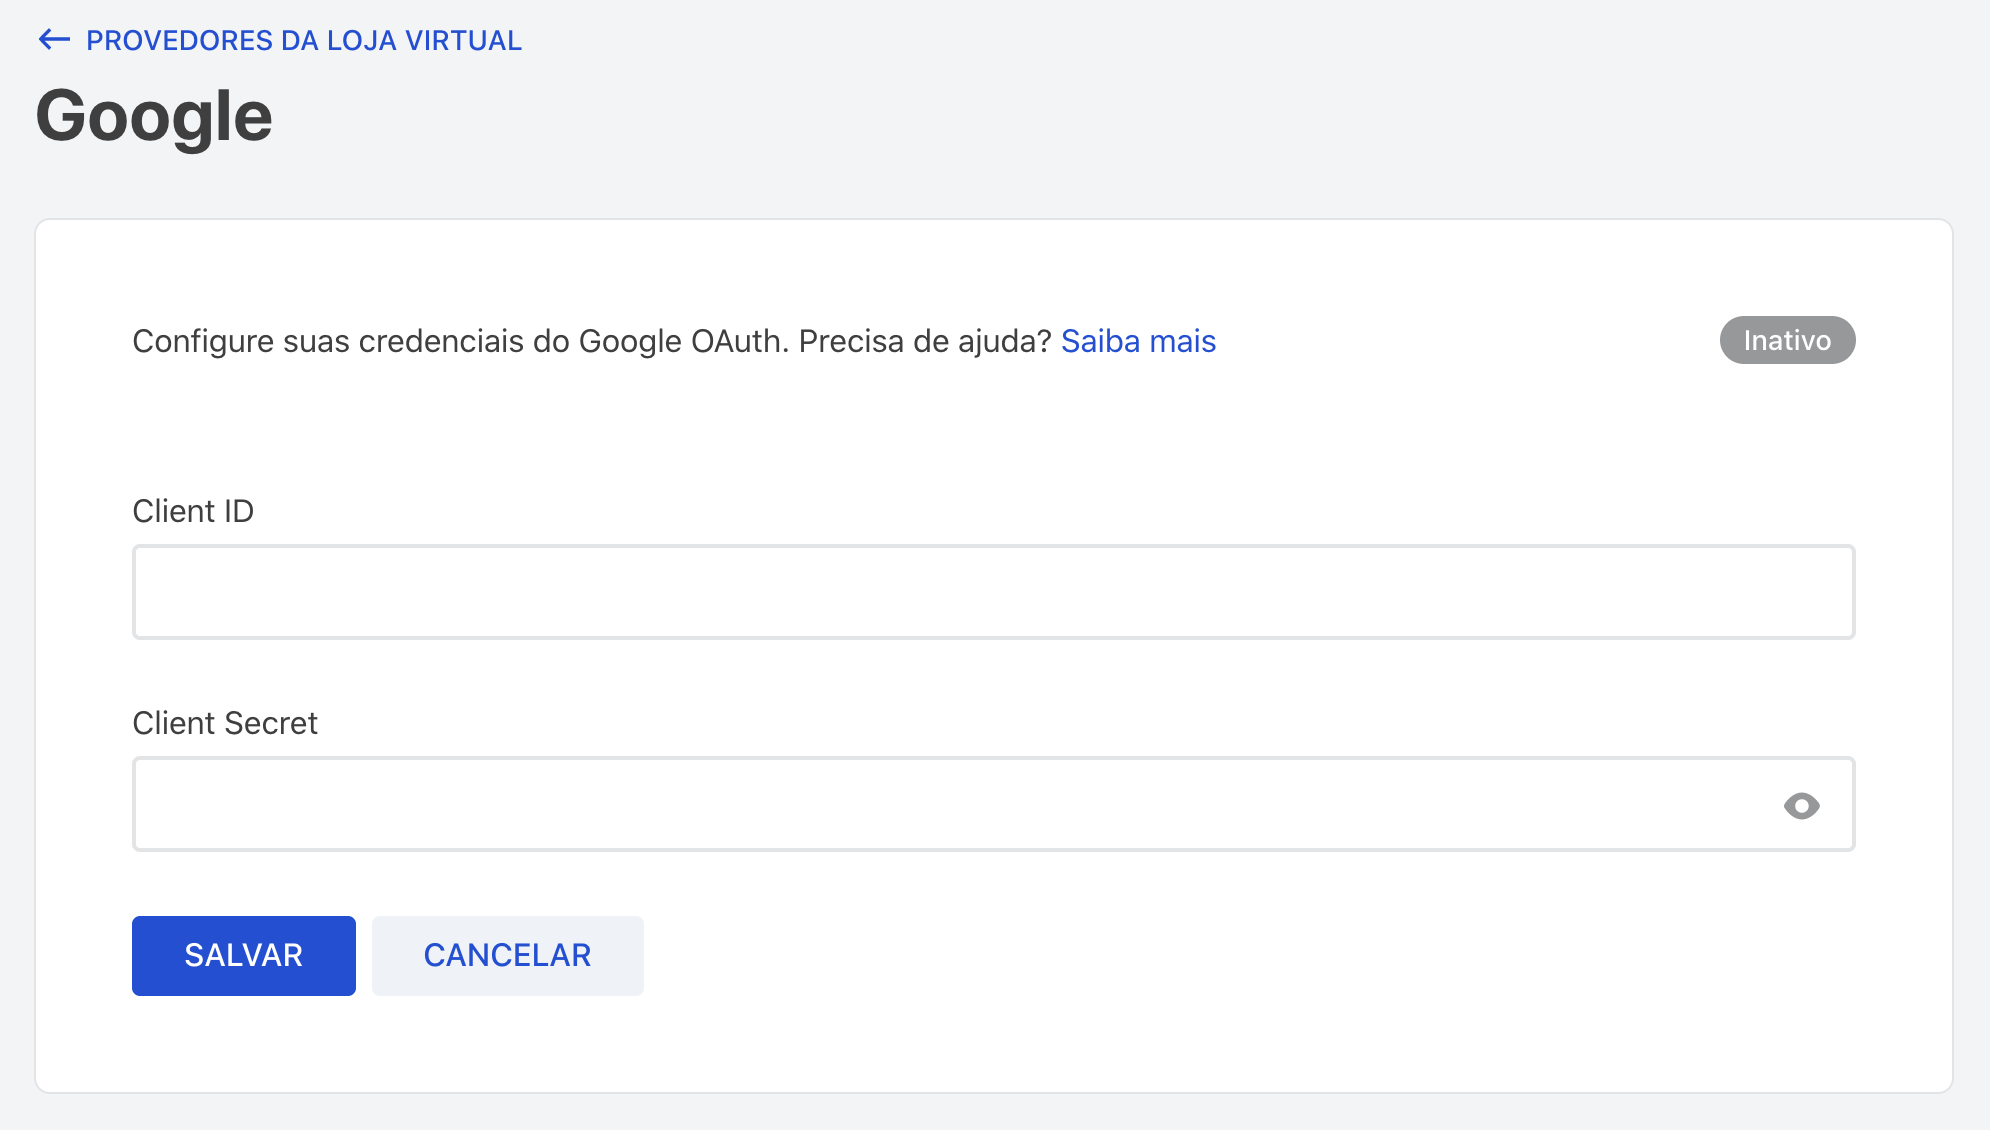 PROVEDORES DA LOJA VIRTUAL
Google
Configure suas credenciais do Google OAuth. Precisa de ajuda? Saiba mais
Inativo
Client ID
Client Secret
SALVAR
CANCELAR